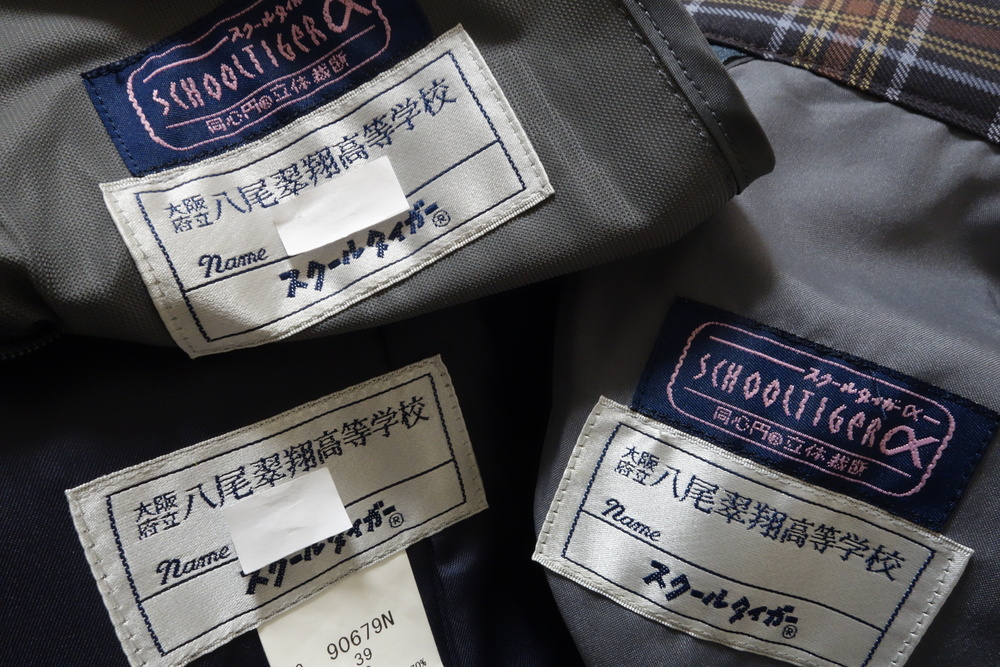 スクールタイガー
SCHOOLTIGER α
同心円®立体裁断
大阪府立 八尾翠翔高等学校
Name
スクールタイガー®
大阪府立 八尾翠翔高等学校
Name
スクールタイガー®
90679N
39
スクールタイガーα
SCHOOLTIGER α
同心円®立体裁断
大阪府立 八尾翠翔高等学校
Name
スクールタイガー®